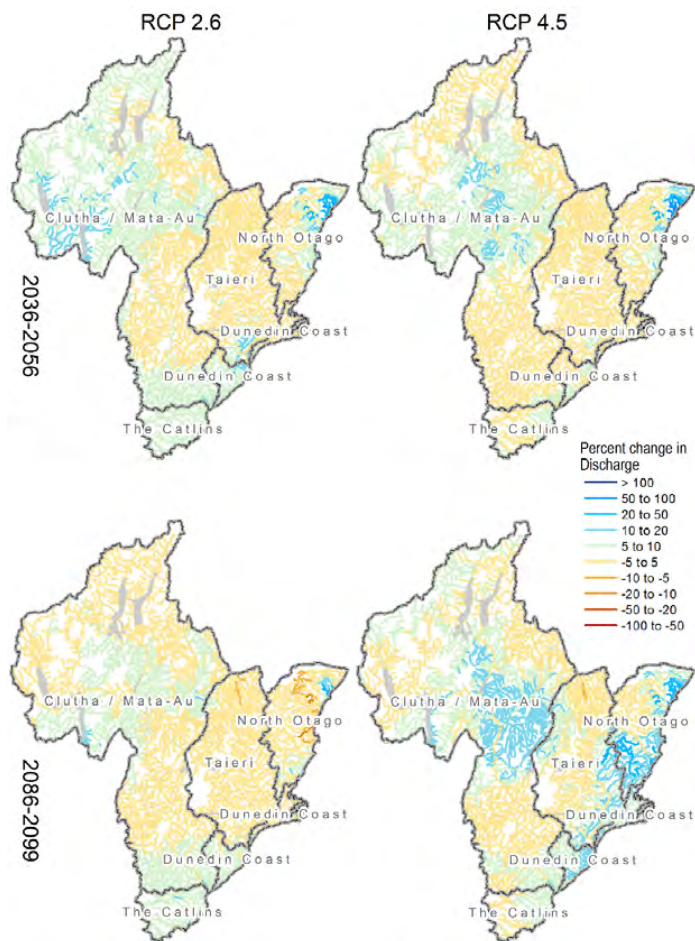 RCP 2.6
RCP 4.5
2036-2056
Clutha / Mata-Au
North Otago
Taieri
Dunedin Coast
Dunedin Coast
The Catlins
Clutha / Mata-Au
North Otago
Taieri
Dunedin Coast
Dunedin Coast
The Catlins
Percent change in
Discharge
> 100
50 to 100
20 to 50
10 to 20
5 to 10
-5 to 5
-10 to -5
-20 to -10
-50 to -20
-100 to -50
2086-2099
Clutha / Mata-Au
North Otago
Taieri
Dunedin Coast
Dunedin Coast
The Catlins
Clutha / Mata-Au
North Otago
Taieri
Dunedin Coast
Dunedin Coast
The Catlins